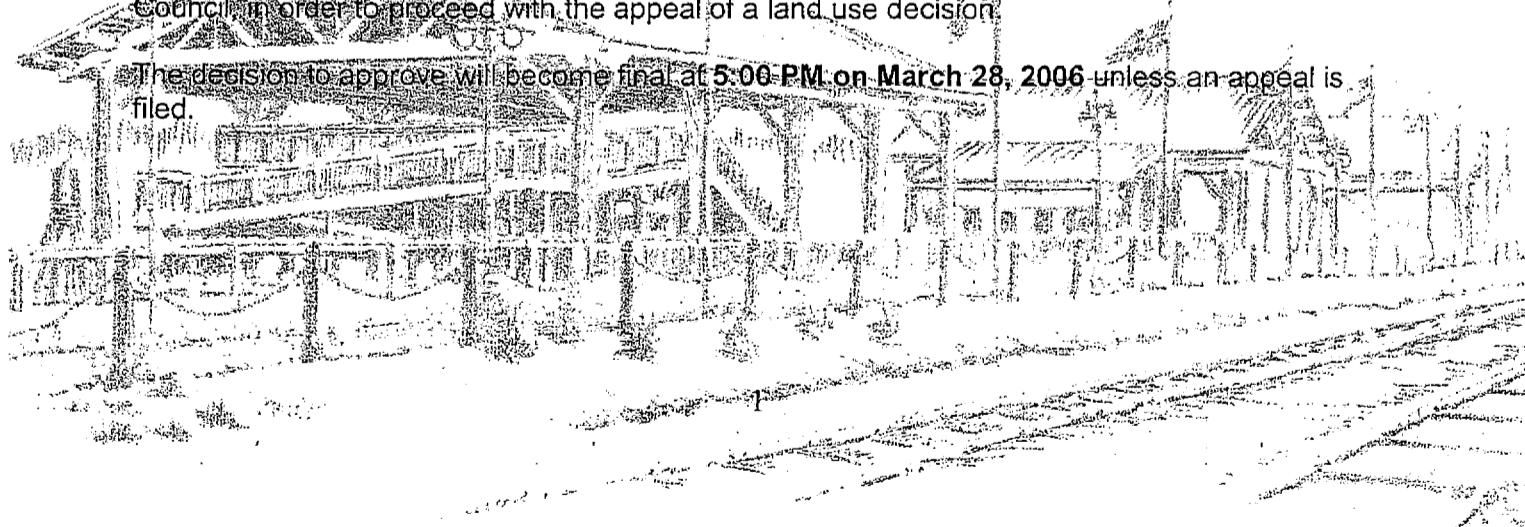 Council, in order to proceed with the appeal of a land use decision.
The decision to approve will become final at 5:00 PM on March 28, 2006 unless an appeal is
filed.
1